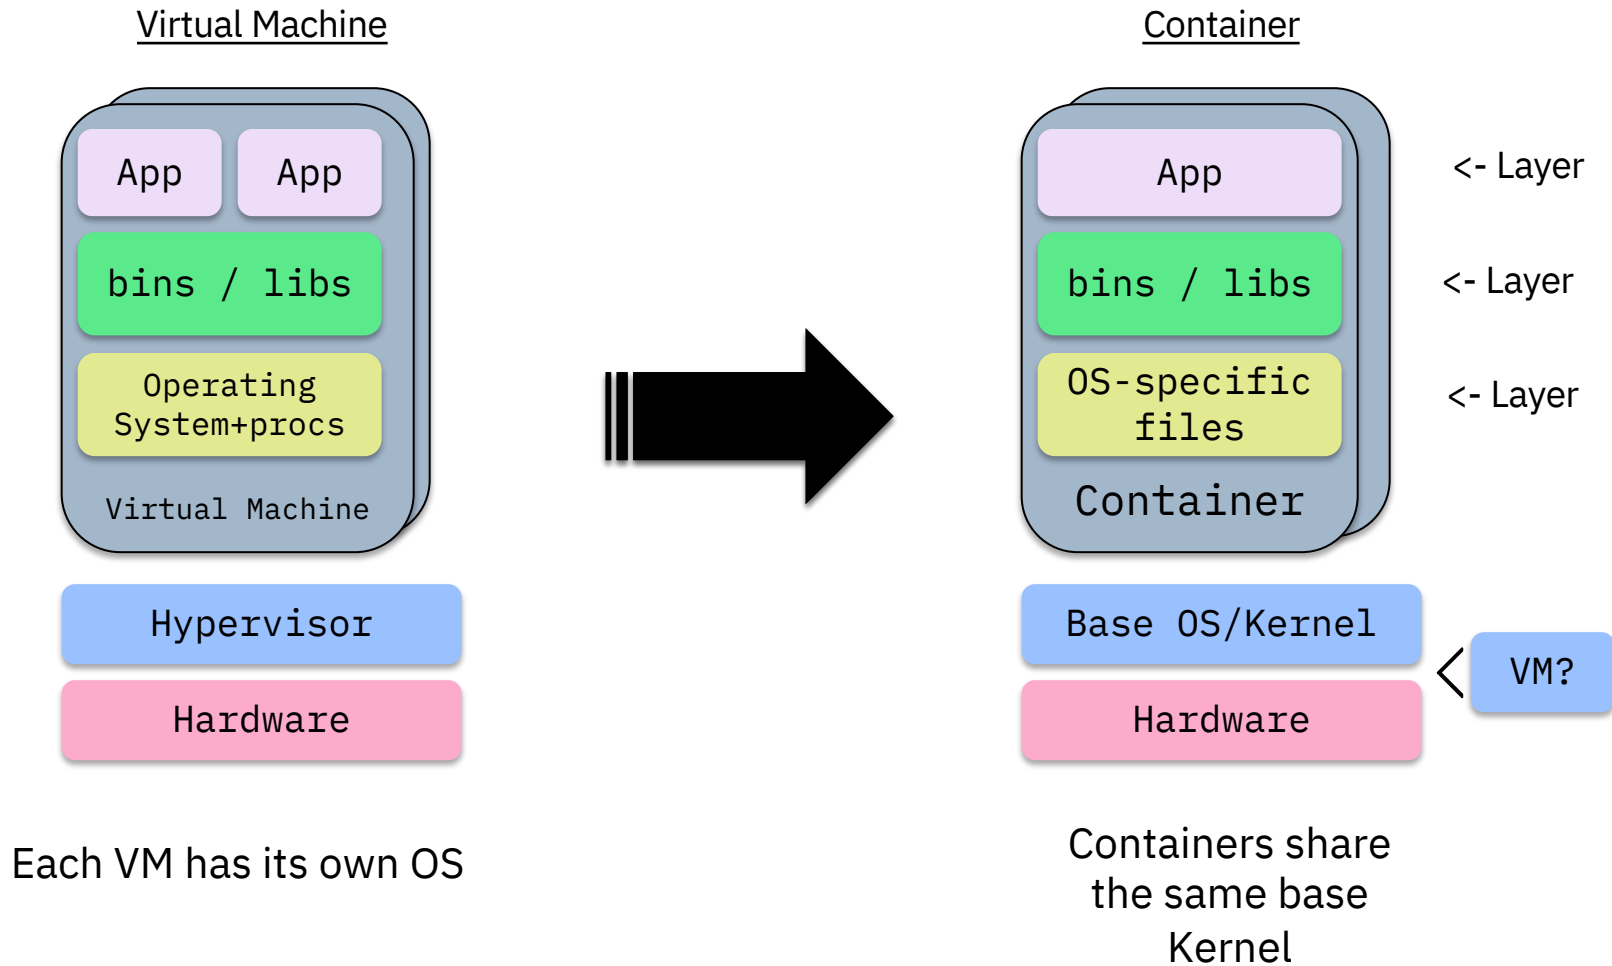 Virtual Machine
App
App
bins / libs
Operating
System+procs
Virtual Machine
Hypervisor
Hardware
Each VM has its own OS
Container
App
<- Layer
bins / libs
<- Layer
OS-specific
files
<- Layer
Container
Base OS/Kernel
VM?
Hardware
Containers share
the same base
Kernel